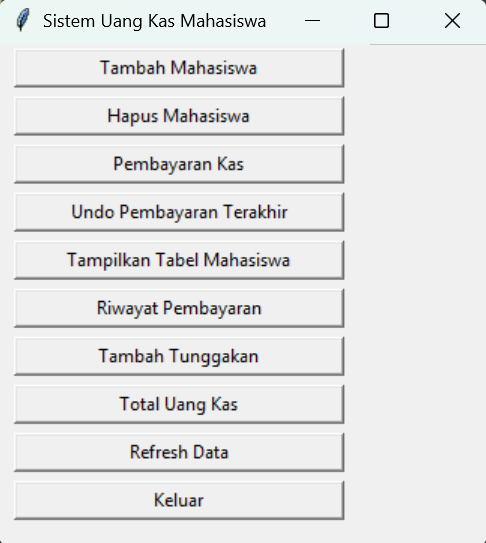 Sistem Uang Kas Mahasiswa
Tambah Mahasiswa
Hapus Mahasiswa
Pembayaran Kas
Undo Pembayaran Terakhir
Tampilkan Tabel Mahasiswa
Riwayat Pembayaran
Tambah Tunggakan
Total Uang Kas
Refresh Data
Keluar